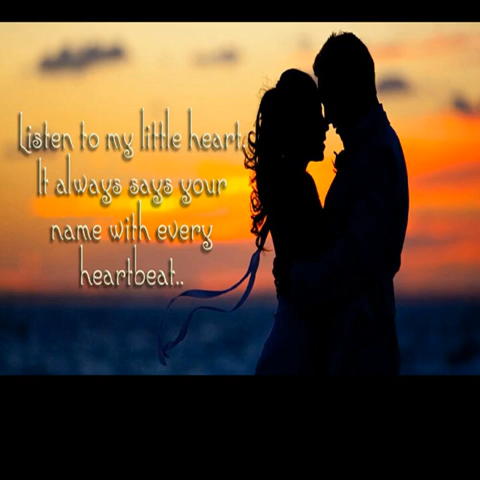 Listen to my little heart,
It always says your
name with every
heartbeat..